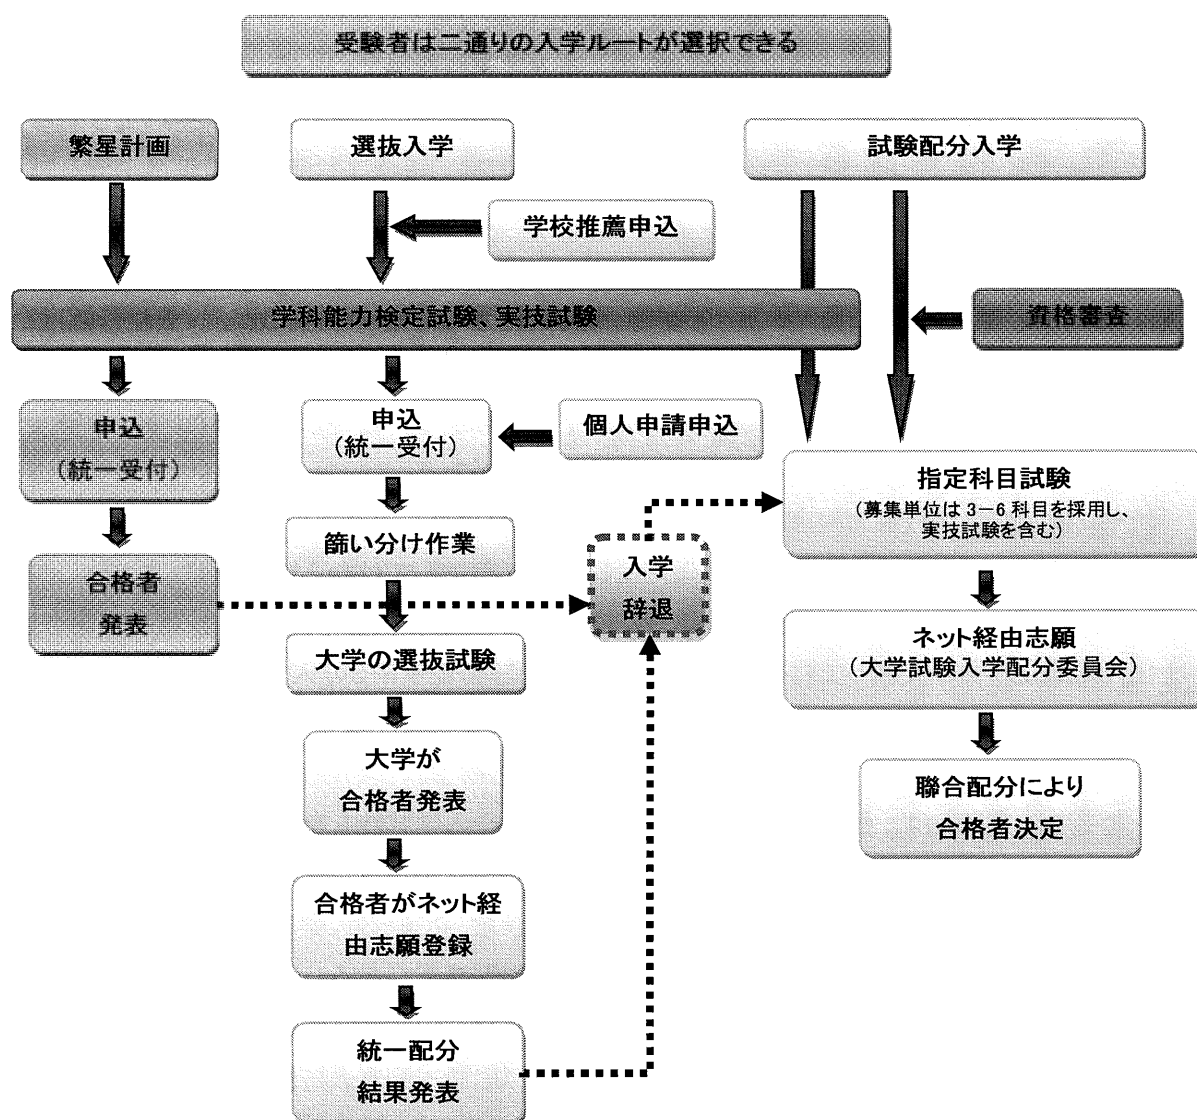 受験者は二通りの入学ルートが選択できる
繁星計画
選抜入学
試験配分入学
学校推薦申込
学科能力検定試験、実技試験
資格審査
申込
(統一受付)
申込
(統一受付)
個人申請申込
指定科目試験
(募集単位は 3-6 科目を採用し、
実技試験を含む)
篩い分け作業
入学
辞退
合格者
発表
ネット経由志願
(大学試験入学配分委員会)
大学の選抜試験
大学が
合格者発表
聯合配分により
合格者決定
合格者がネット経
由志願登録
統一配分
結果発表